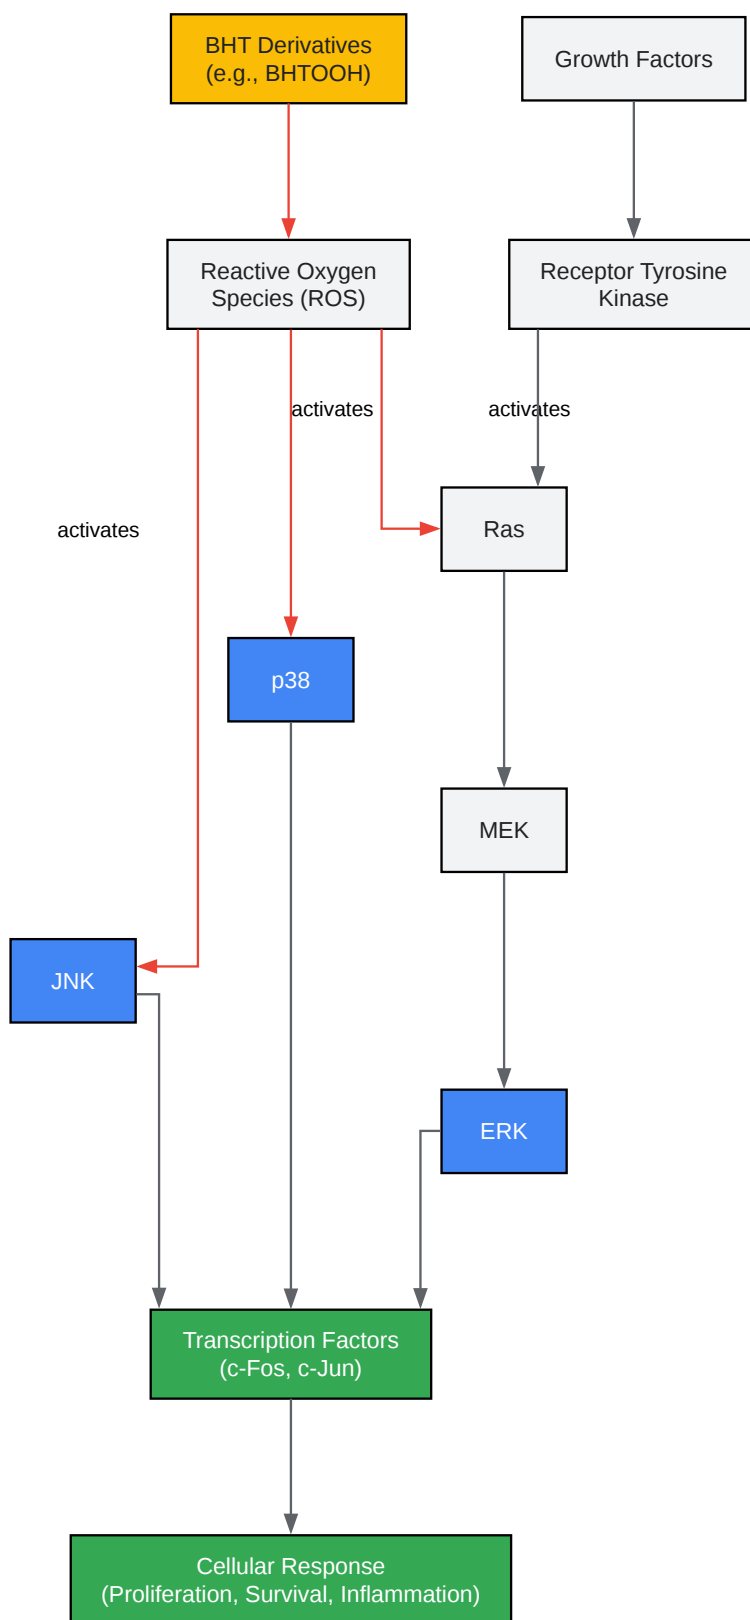 BHT Derivatives
(e.g., BHTOOH)
Growth Factors
Reactive Oxygen
Species (ROS)
Receptor Tyrosine
Kinase
activates
activates
activates
Ras
p38
MEK
JNK
ERK
Transcription Factors
(c-Fos, c-Jun)
Cellular Response
(Proliferation, Survival, Inflammation)